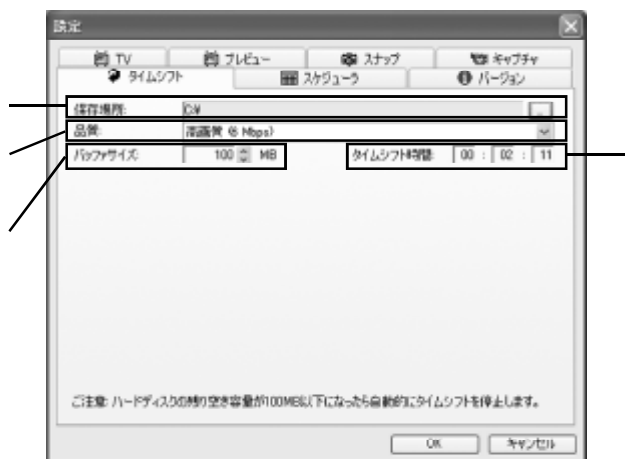 設定
TV プレビュー スナップ キャプチャ
タイムシフト スケジューラ バージョン
保存場所: C:¥ ...
品質: 高画質 (6 Mbps)
バッファサイズ: 100 MB タイムシフト時間: 00 : 02 : 11
ご注意: ハードディスクの残り空き容量が100MB以下になったら自動的にタイムシフトを停止します。
OK キャンセル